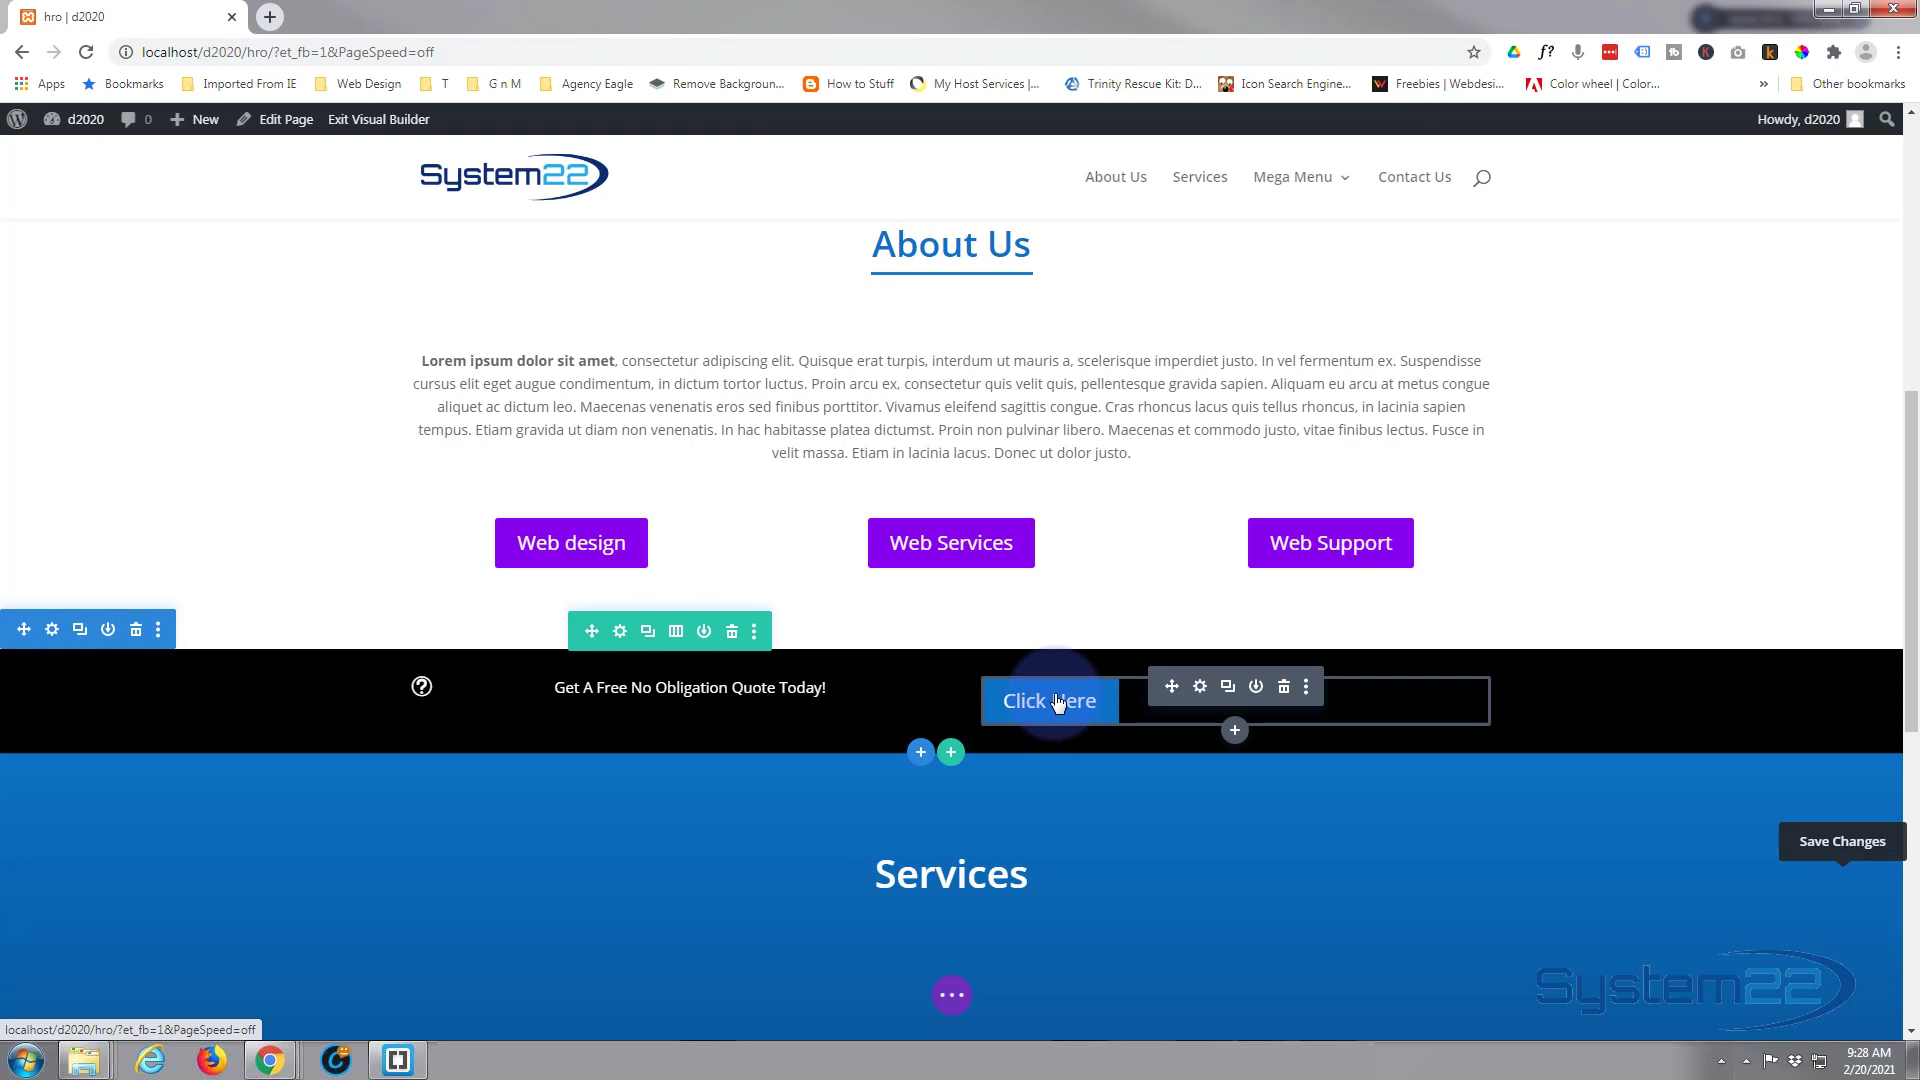 hro | d2020
localhost/d2020/hro/?et_fb=1&PageSpeed=off
Apps
Bookmarks
Imported From IE
Web Design
T
G n M
Agency Eagle
Remove Backgroun...
How to Stuff
My Host Services |...
Trinity Rescue Kit: D...
Icon Search Engine...
Freebies | Webdesi...
Color wheel | Color...
»
Other bookmarks
d2020
0
New
Edit Page
Exit Visual Builder
Howdy, d2020
System22
About Us
Services
Mega Menu
Contact Us
About Us
Lorem ipsum dolor sit amet, consectetur adipiscing elit. Quisque erat turpis, interdum ut mauris a, scelerisque imperdiet justo. In vel fermentum ex. Suspendisse
cursus elit eget augue condimentum, in dictum tortor luctus. Proin arcu ex, consectetur quis velit quis, pellentesque gravida sapien. Aliquam eu arcu at metus congue
aliquet ac dictum leo. Maecenas venenatis eros sed finibus porttitor. Vivamus eleifend sagittis congue. Cras rhoncus lacus quis tellus rhoncus, in lacinia sapien
tempus. Etiam gravida ut diam non venenatis. In hac habitasse platea dictumst. Proin non pulvinar libero. Maecenas et commodo justo, vitae finibus lectus. Fusce in
velit massa. Etiam in lacinia lacus. Donec ut dolor justo.
Web design
Web Services
Web Support
Get A Free No Obligation Quote Today!
Click Here
Save Changes
Services
System22
localhost/d2020/hro/?et_fb=1&PageSpeed=off
9:28 AM
2/20/2021